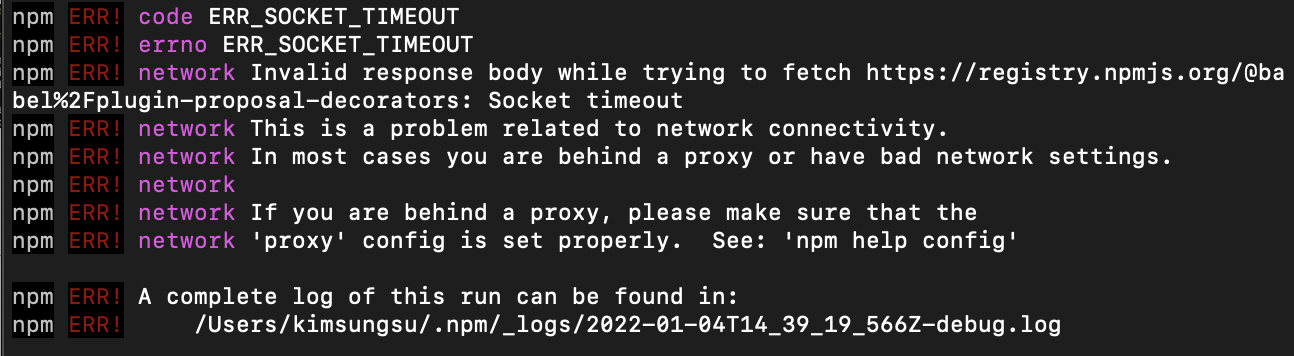 npm ERR! code ERR_SOCKET_TIMEOUT
npm ERR! errno ERR_SOCKET_TIMEOUT
npm ERR! network Invalid response body while trying to fetch https://registry.npmjs.org/@ba
bel%2Fplugin-proposal-decorators: Socket timeout
npm ERR! network This is a problem related to network connectivity.
npm ERR! network In most cases you are behind a proxy or have bad network settings.
npm ERR! network
npm ERR! network If you are behind a proxy, please make sure that the
npm ERR! network 'proxy' config is set properly.  See: 'npm help config'

npm ERR! A complete log of this run can be found in:
npm ERR!     /Users/kimsungsu/.npm/_logs/2022-01-04T14_39_19_566Z-debug.log